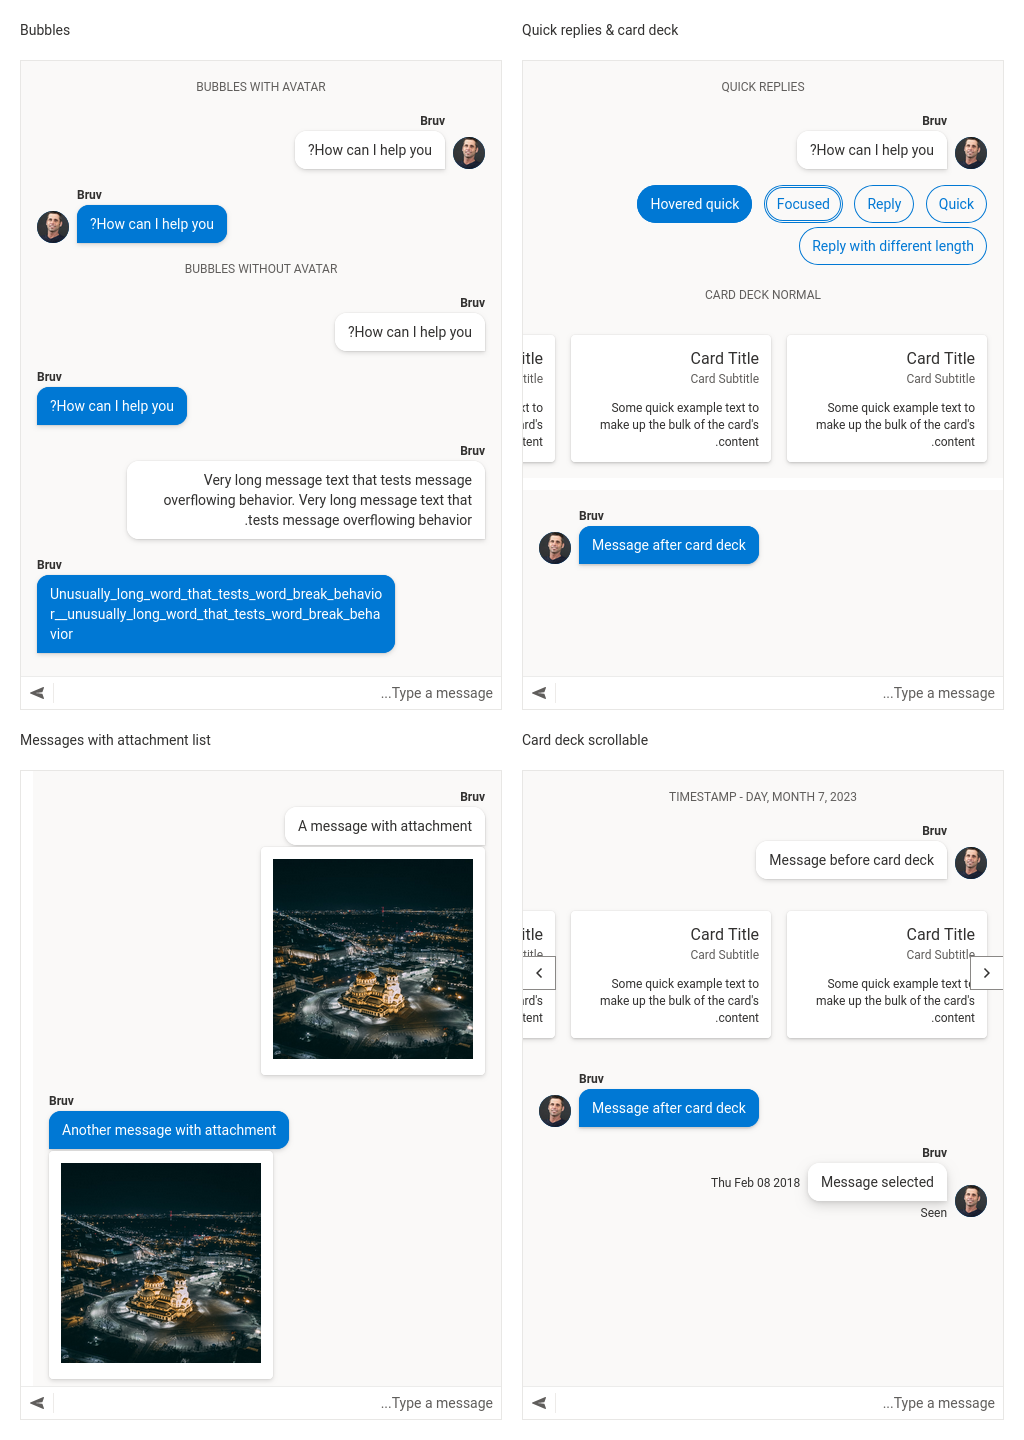 Bubbles
BUBBLES WITH AVATAR
Bruv
?How can I help you
Bruv
?How can I help you
BUBBLES WITHOUT AVATAR
Bruv
?How can I help you
Bruv
?How can I help you
Bruv
Very long message text that tests message
overflowing behavior. Very long message text that
.tests message overflowing behavior
Bruv
Unusually_long_word_that_tests_word_break_behavio
r__unusually_long_word_that_tests_word_break_beha
vior
...Type a message
Quick replies & card deck
QUICK REPLIES
Bruv
?How can I help you
Hovered quick
Focused
Reply
Quick
Reply with different length
CARD DECK NORMAL
itle
title
xt to
ard's
tent
Card Title
Card Subtitle
Some quick example text to
make up the bulk of the card's
.content
Card Title
Card Subtitle
Some quick example text to
make up the bulk of the card's
.content
Bruv
Message after card deck
...Type a message
Messages with attachment list
Bruv
A message with attachment
Bruv
Another message with attachment
...Type a message
Card deck scrollable
TIMESTAMP - DAY, MONTH 7, 2023
Bruv
Message before card deck
itle
title
ard's
tent
Card Title
Card Subtitle
Some quick example text to
make up the bulk of the card's
.content
Card Title
Card Subtitle
Some quick example text to
make up the bulk of the card's
.content
Bruv
Message after card deck
Bruv
Thu Feb 08 2018
Message selected
Seen
...Type a message